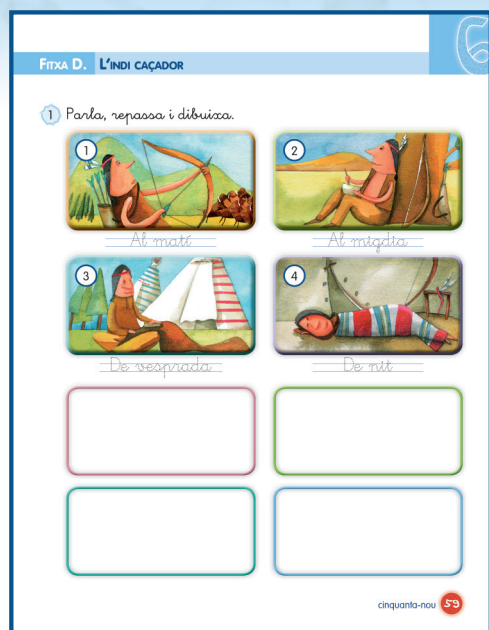 6
FITXA D. L'INDI CAÇADOR
1 Parla, repassa i dibuixa.
1
2
Al matí
Al migdia
3
4
De vesprada
De nit
cinquanta-nou 59